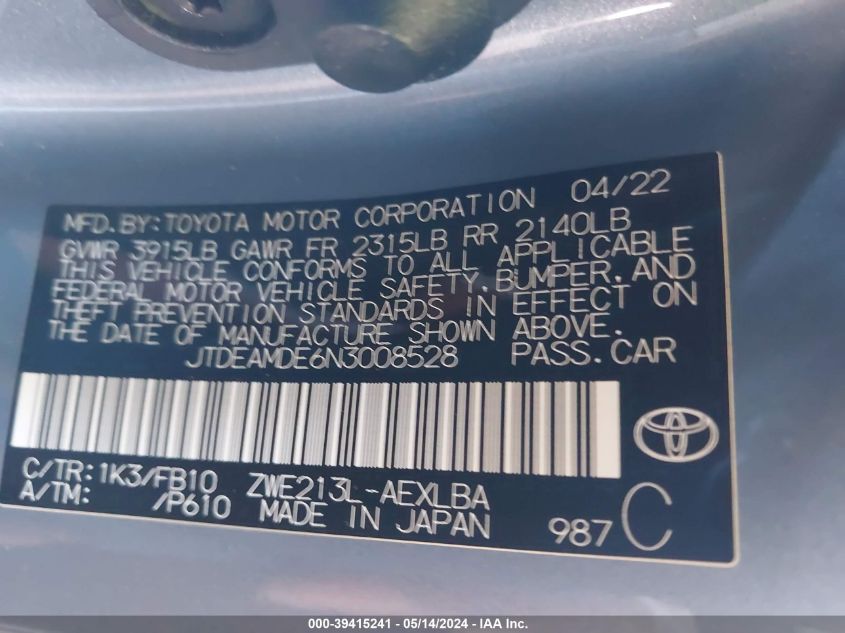 MFD.BY:TOYOTA MOTOR CORPORATION 04/22
GVWR 3915LB GAWR FR 2315LB RR 2140LB
THIS VEHICLE CONFORMS TO ALL APPLICABLE
FEDERAL MOTOR VEHICLE SAFETY,BUMPER,AND
THEFT PREVENTION STANDARDS IN EFFECT ON
THE DATE OF MANUFACTURE SHOWN ABOVE.
JTDEAMDE6N3008528 PASS.CAR
C/TR:1K3/FB10 ZWE213L-AEXLBA
A/TM: /P610 MADE IN JAPAN 987 C
000-39415241 - 05/14/2024 - IAA Inc.